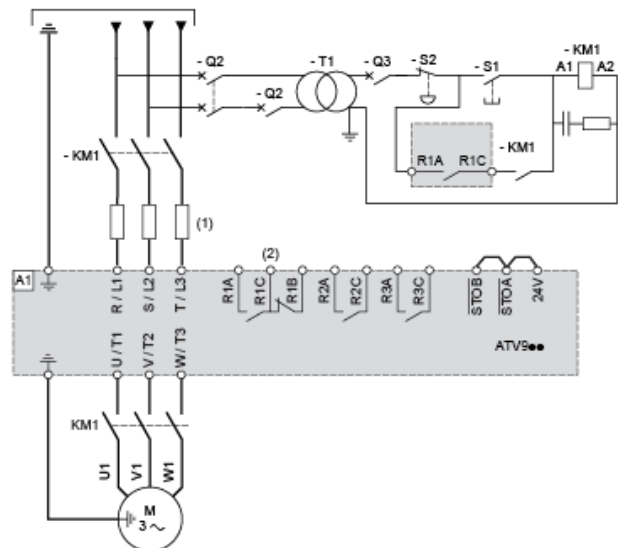 - Q2
- T1
- Q3
- S2
- S1
- KM1
A1
A2
- Q2
- KM1
R1A
R1C
- KM1
(1)
(2)
A1
R / L1
S / L2
T / L3
R1A
R1C
R1B
R2A
R2C
R3A
R3C
STOB
STOA
24V
U / T1
V / T2
W / T3
ATV9●●
KM1
U1
V1
W1
M
3 ~